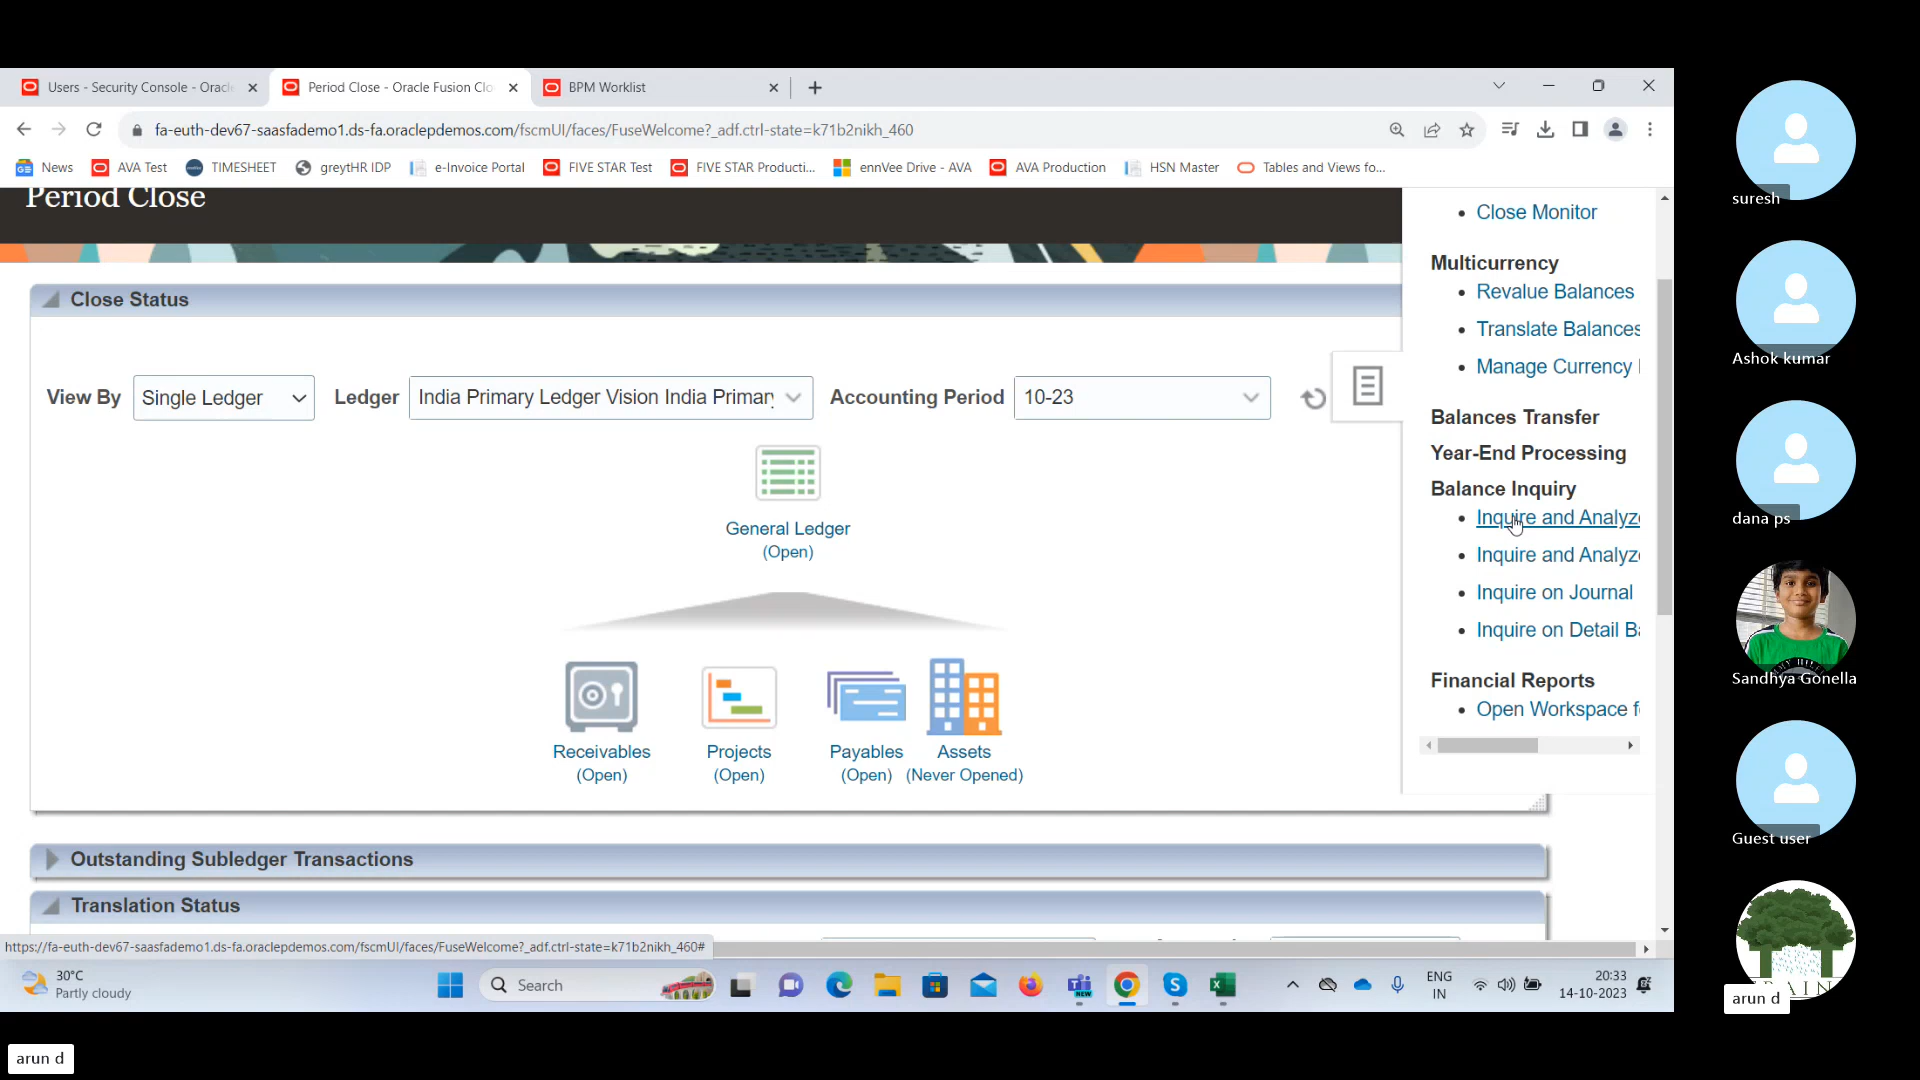 Users - Security Console - Oracl
Period Close - Oracle Fusion Clo
BPM Worklist
fa-euth-dev67-saasfademo1.ds-fa.oraclepdemos.com/fscmUI/faces/FuseWelcome?_adf.ctrl-state=k71b2nikh_460
News
AVA Test
TIMESHEET
greytHR IDP
e-Invoice Portal
FIVE STAR Test
FIVE STAR Producti...
ennVee Drive - AVA
AVA Production
HSN Master
Tables and Views fo...
Period Close
Close Status
View By
Single Ledger
Ledger
India Primary Ledger Vision India Primar
Accounting Period
10-23
General Ledger
(Open)
Receivables
(Open)
Projects
(Open)
Payables
(Open)
Assets
(Never Opened)
Outstanding Subledger Transactions
Translation Status
Close Monitor
Multicurrency
Revalue Balances
Translate Balances
Manage Currency
Balances Transfer
Year-End Processing
Balance Inquiry
Inquire and Analyze
Inquire and Analyze
Inquire on Journal
Inquire on Detail Ba
Financial Reports
Open Workspace f
https://fa-euth-dev67-saasfademo1.ds-fa.oraclepdemos.com/fscmUI/faces/FuseWelcome?_adf.ctrl-state=k71b2nikh_460#
30°C
Partly cloudy
Search
NEW
ENG
IN
20:33
14-10-2023
suresh
Ashok kumar
dana ps
Sandhya Gonella
Guest user
arun d
arun d